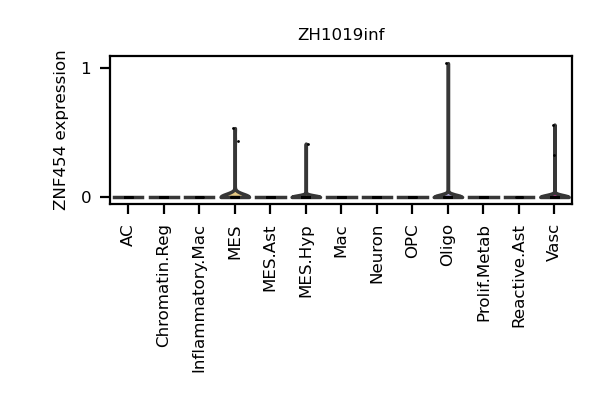 ZH1019inf
ZNF454 expression
1
0
AC
Chromatin.Reg
Inflammatory.Mac
MES
MES.Ast
MES.Hyp
Mac
Neuron
OPC
Oligo
Prolif.Metab
Reactive.Ast
Vasc